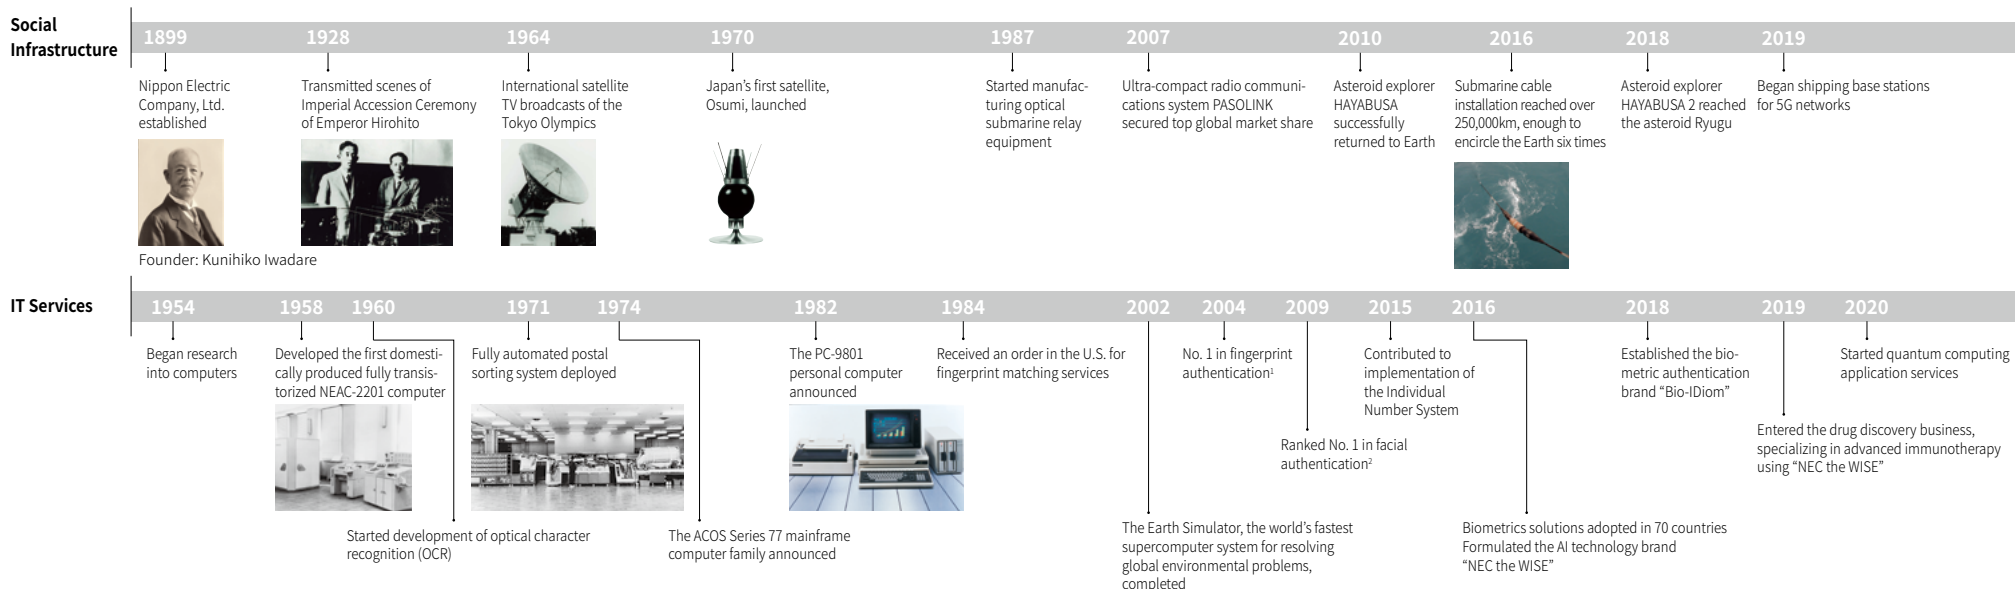 Social
Infrastructure
1899
1928
1964
1970
1987
2007
2010
2016
2018
2019
Nippon Electric
Company, Ltd.
established
Transmitted scenes of
Imperial Accession Ceremony
of Emperor Hirohito
International satellite
TV broadcasts of the
Tokyo Olympics
Japan’s first satellite,
Osumi, launched
Started manufac-
turing optical
submarine relay
equipment
Ultra-compact radio communi-
cations system PASOLINK
secured top global market share
Asteroid explorer
HAYABUSA
successfully
returned to Earth
Submarine cable
installation reached over
250,000km, enough to
encircle the Earth six times
Asteroid explorer
HAYABUSA 2 reached
the asteroid Ryugu
Began shipping base stations
for 5G networks
Founder: Kunihiko Iwadare
IT Services
1954
1958
1960
1971
1974
1982
1984
2002
2004
2009
2015
2016
2018
2019
2020
Began research
into computers
Developed the first domesti-
cally produced fully transis-
torized NEAC-2201 computer
Fully automated postal
sorting system deployed
The PC-9801
personal computer
announced
Received an order in the U.S. for
fingerprint matching services
No. 1 in fingerprint
authentication¹
Contributed to
implementation of
the Individual
Number System
Established the bio-
metric authentication
brand “Bio-IDiom”
Started quantum computing
application services
Ranked No. 1 in facial
authentication²
Entered the drug discovery business,
specializing in advanced immunotherapy
using “NEC the WISE”
Started development of optical character
recognition (OCR)
The ACOS Series 77 mainframe
computer family announced
The Earth Simulator, the world’s fastest
supercomputer system for resolving
global environmental problems,
completed
Biometrics solutions adopted in 70 countries
Formulated the AI technology brand
“NEC the WISE”